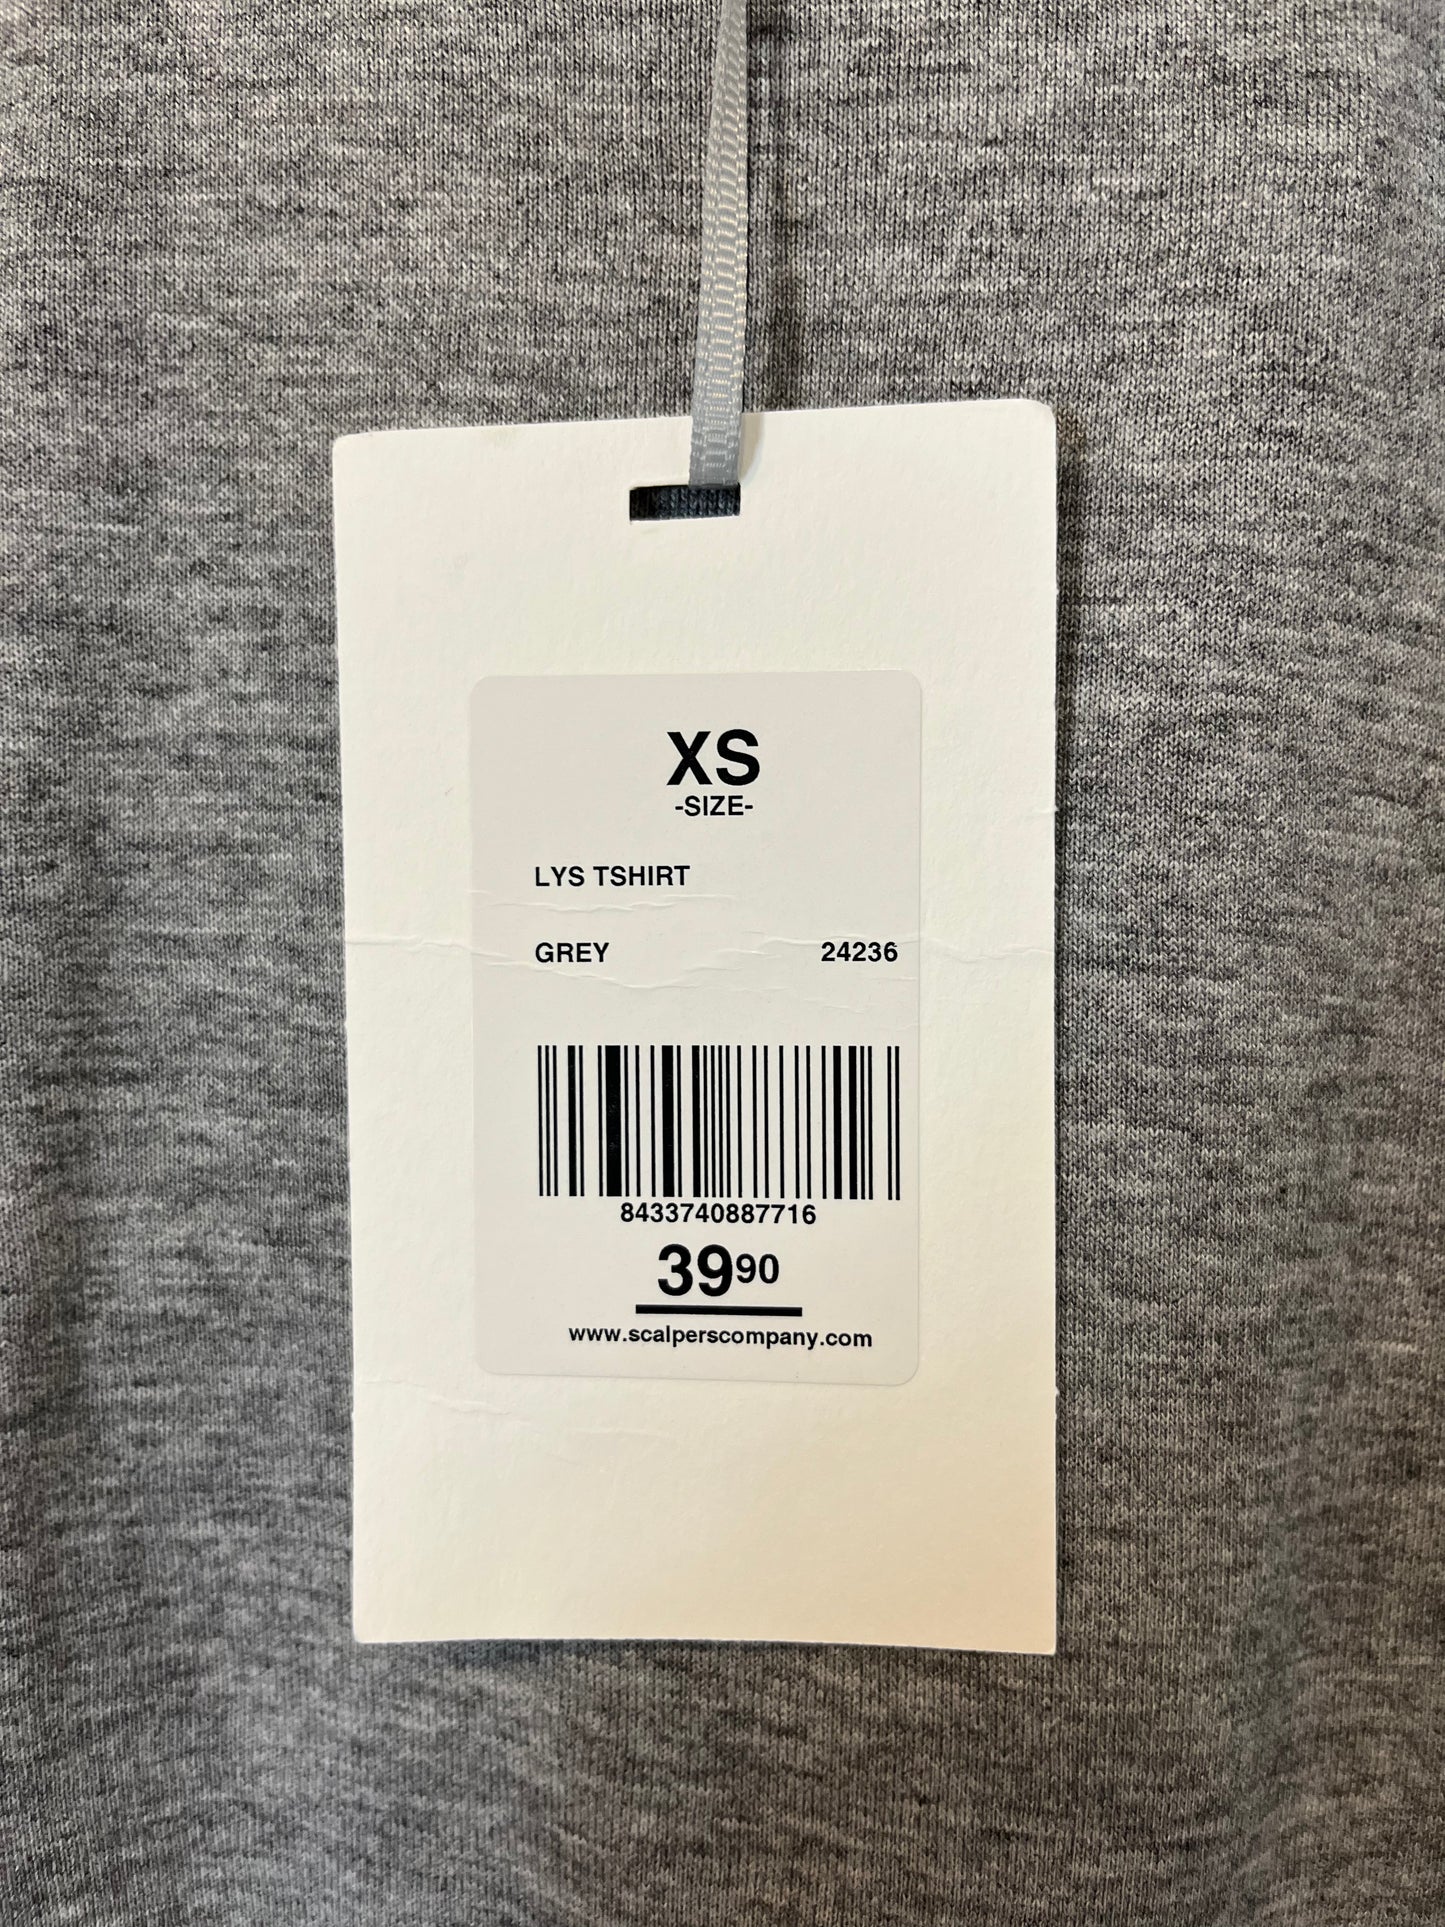 XS
-SIZE-
LYS TSHIRT
GREY 24236
8433740887716
3990
www.scalperscompany.com